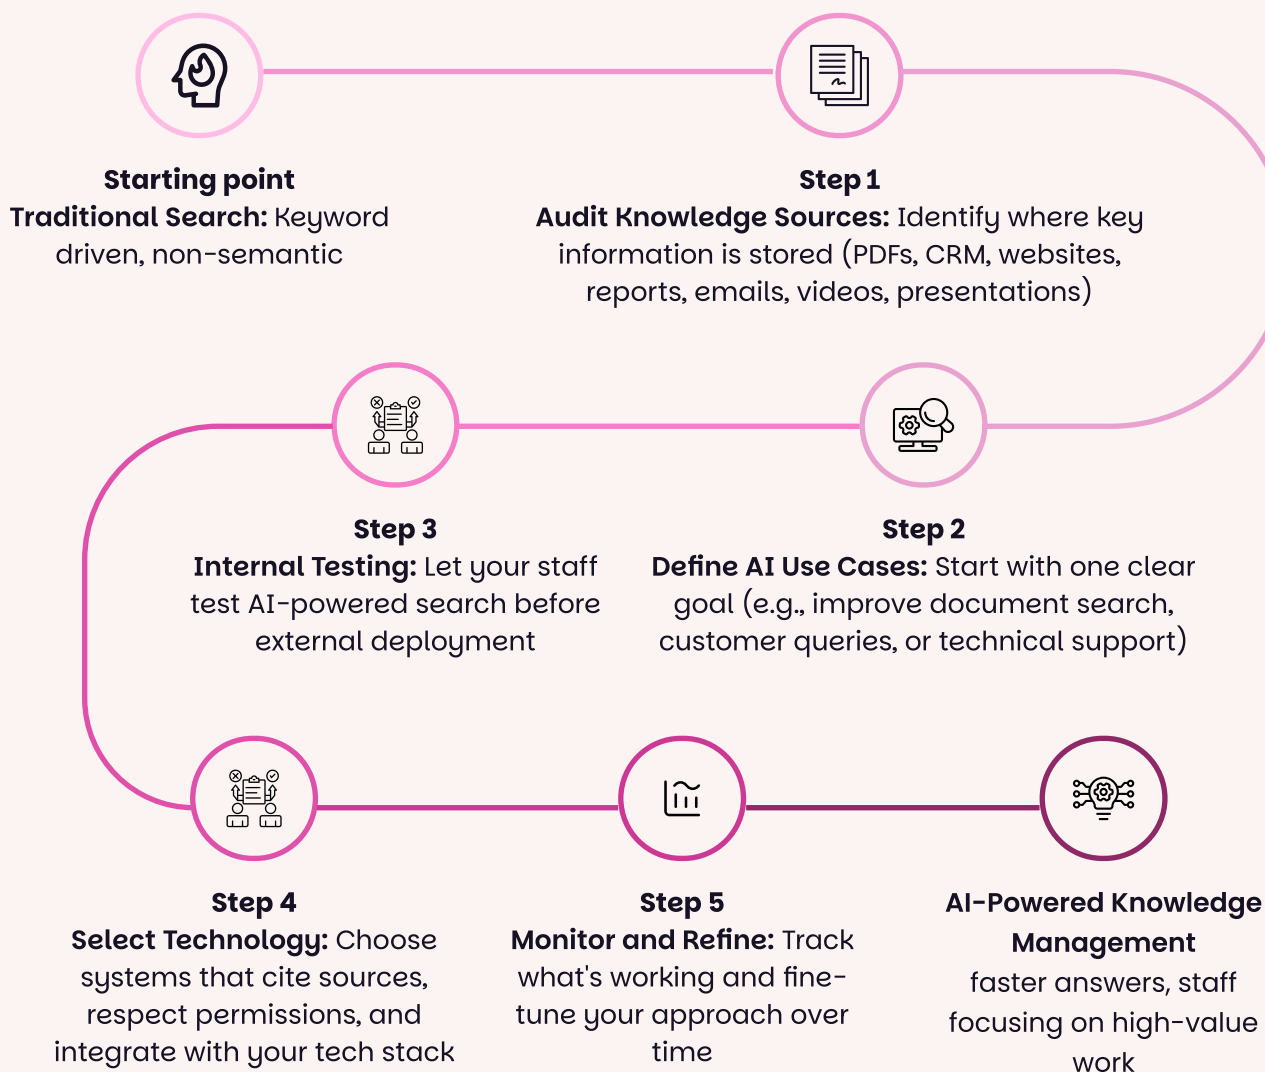 Starting point
Traditional Search: Keyword
driven, non-semantic
Step 1
Audit Knowledge Sources: Identify where key
information is stored (PDFs, CRM, websites,
reports, emails, videos, presentations)
Step 2
Define AI Use Cases: Start with one clear
goal (e.g., improve document search,
customer queries, or technical support)
Step 3
Internal Testing: Let your staff
test AI-powered search before
external deployment
Step 4
Select Technology: Choose
systems that cite sources,
respect permissions, and
integrate with your tech stack
Step 5
Monitor and Refine: Track
what's working and fine-
tune your approach over
time
AI-Powered Knowledge
Management
faster answers, staff
focusing on high-value
work